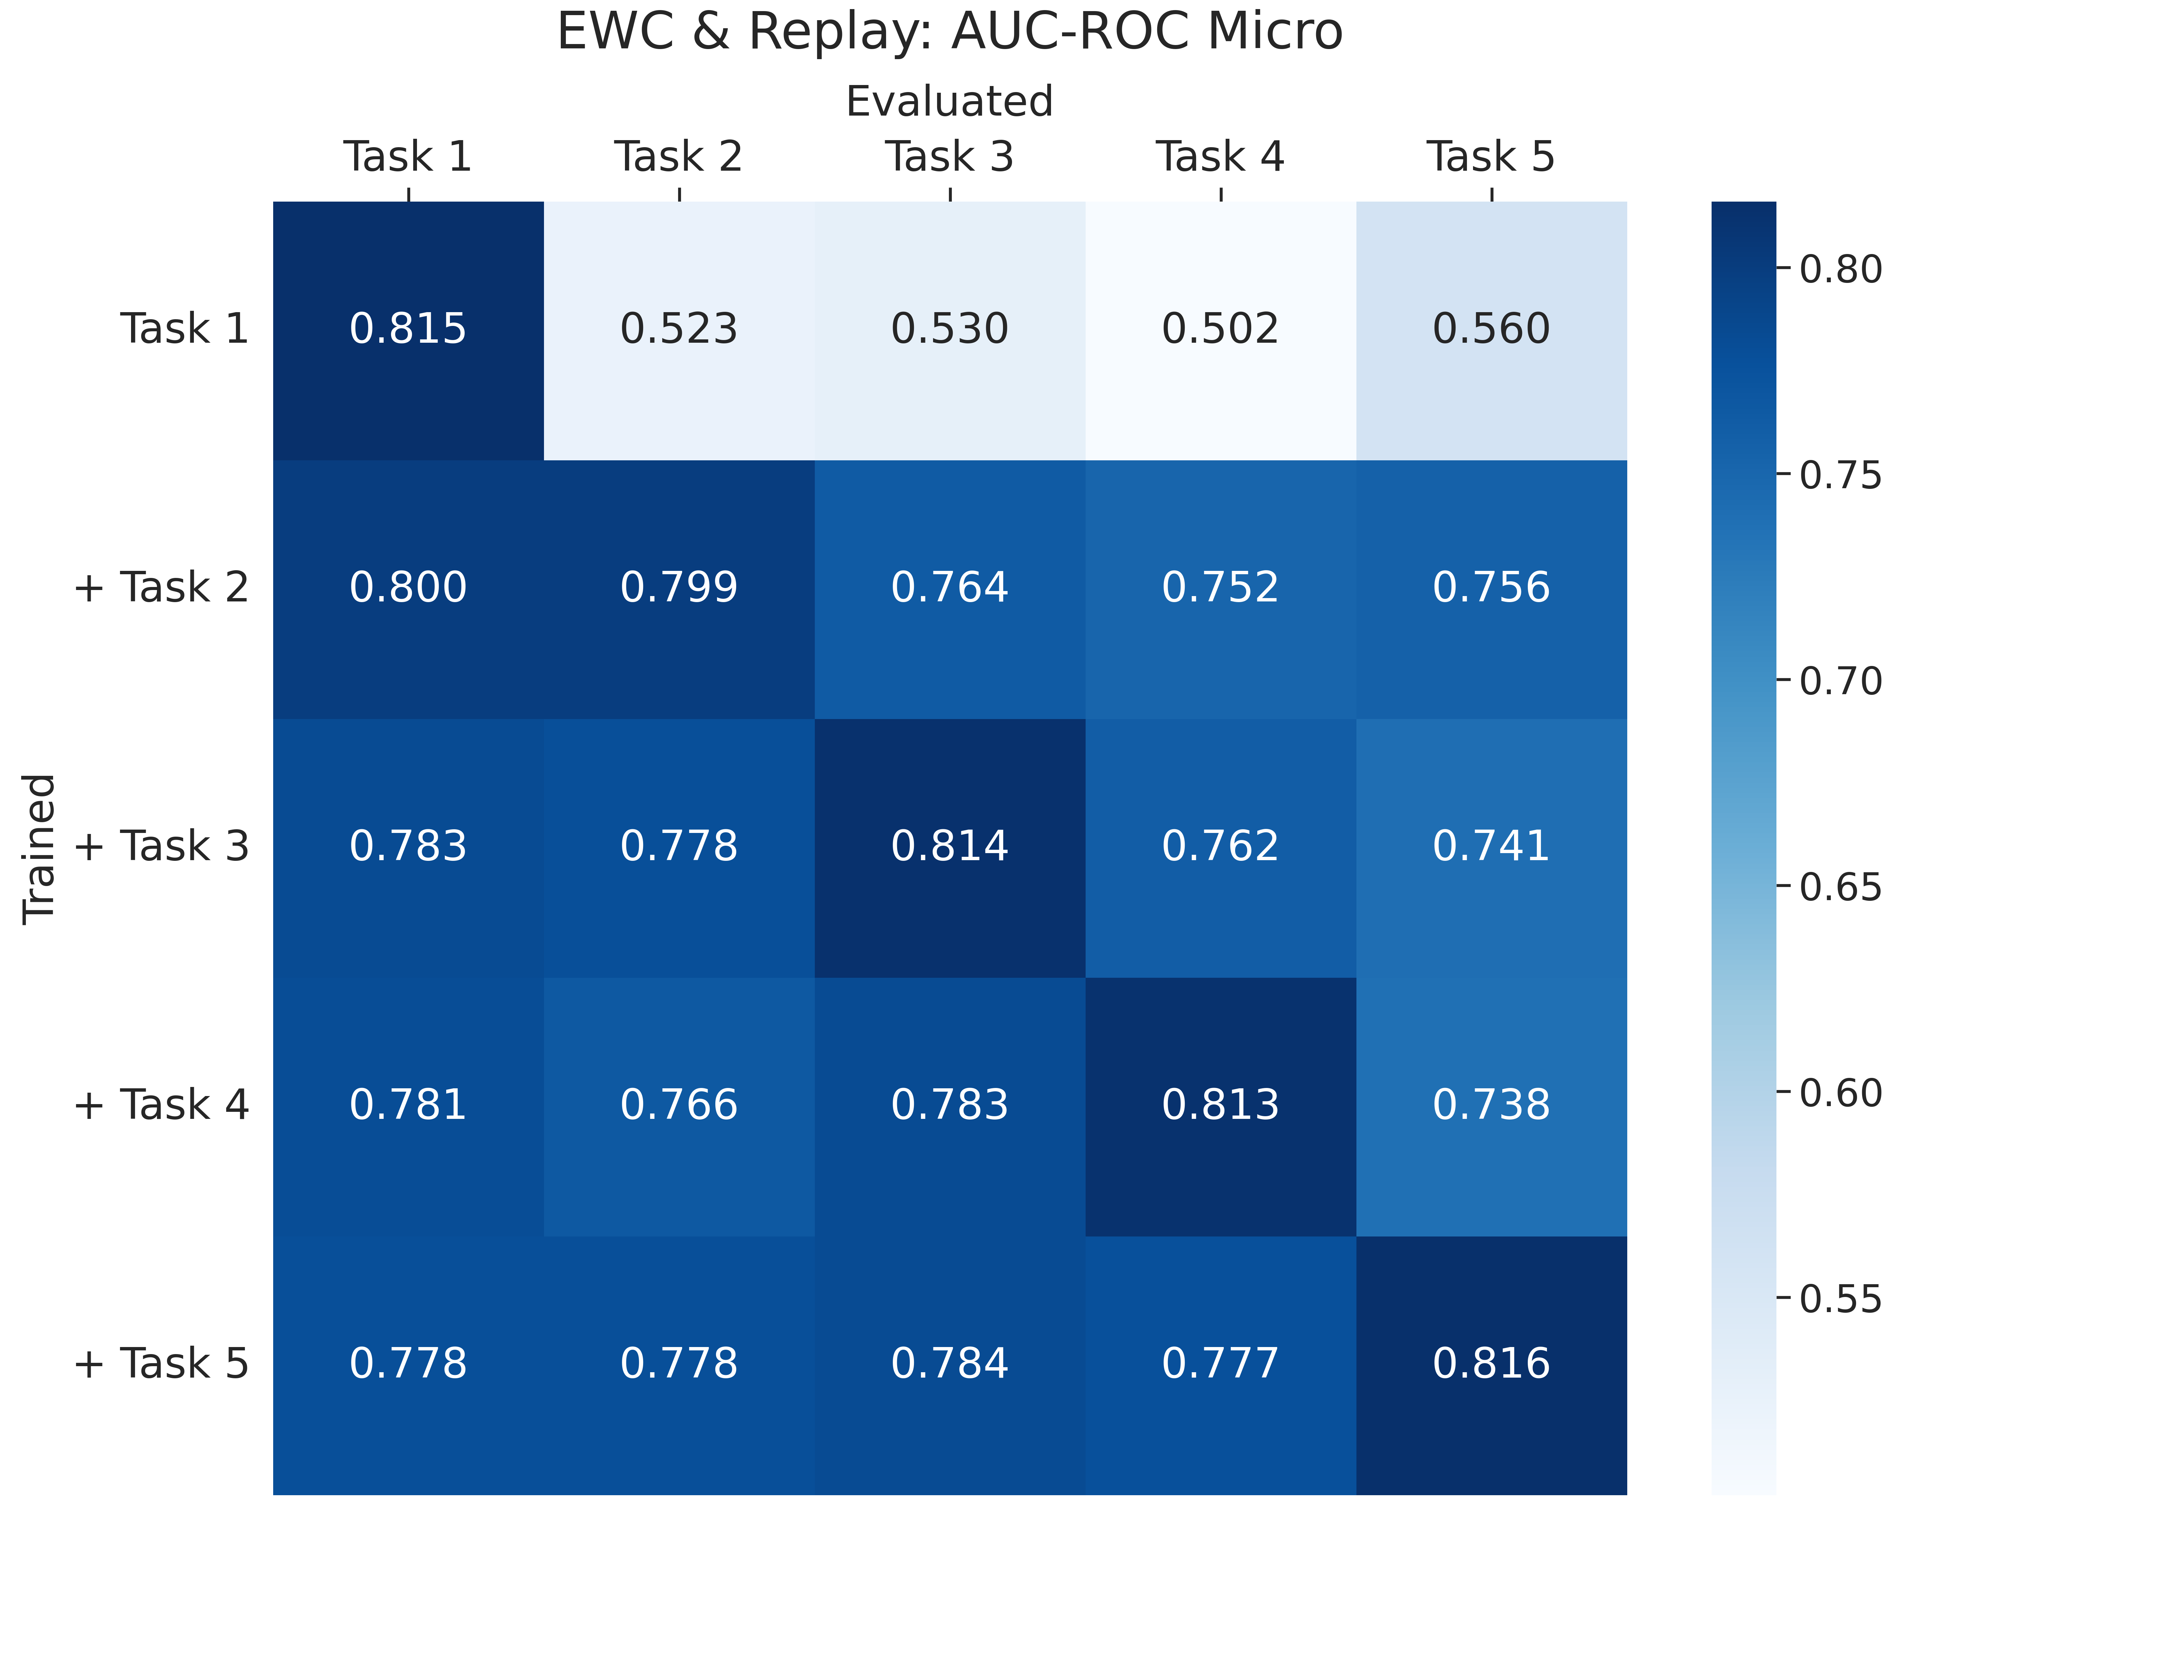 EWC & Replay: AUC-ROC Micro
Evaluated
Task 1 Task 2 Task 3 Task 4 Task 5
Trained
Task 1 0.815 0.523 0.530 0.502 0.560
+ Task 2 0.800 0.799 0.764 0.752 0.756
+ Task 3 0.783 0.778 0.814 0.762 0.741
+ Task 4 0.781 0.766 0.783 0.813 0.738
+ Task 5 0.778 0.778 0.784 0.777 0.816
0.80
0.75
0.70
0.65
0.60
0.55